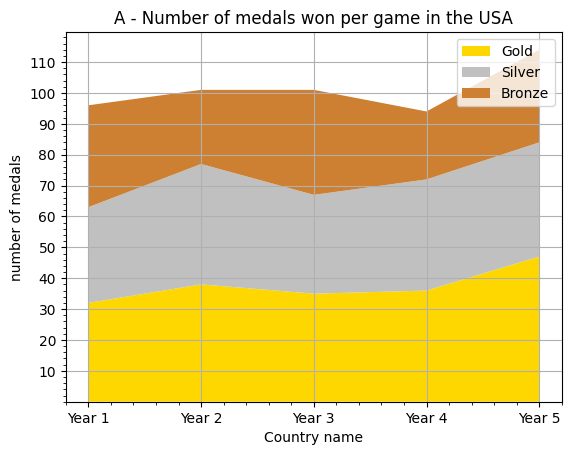 A - Number of medals won per game in the USA
Gold
Silver
Bronze
number of medals
110
100
90
80
70
60
50
40
30
20
10
Year 1 Year 2 Year 3 Year 4 Year 5
Country name